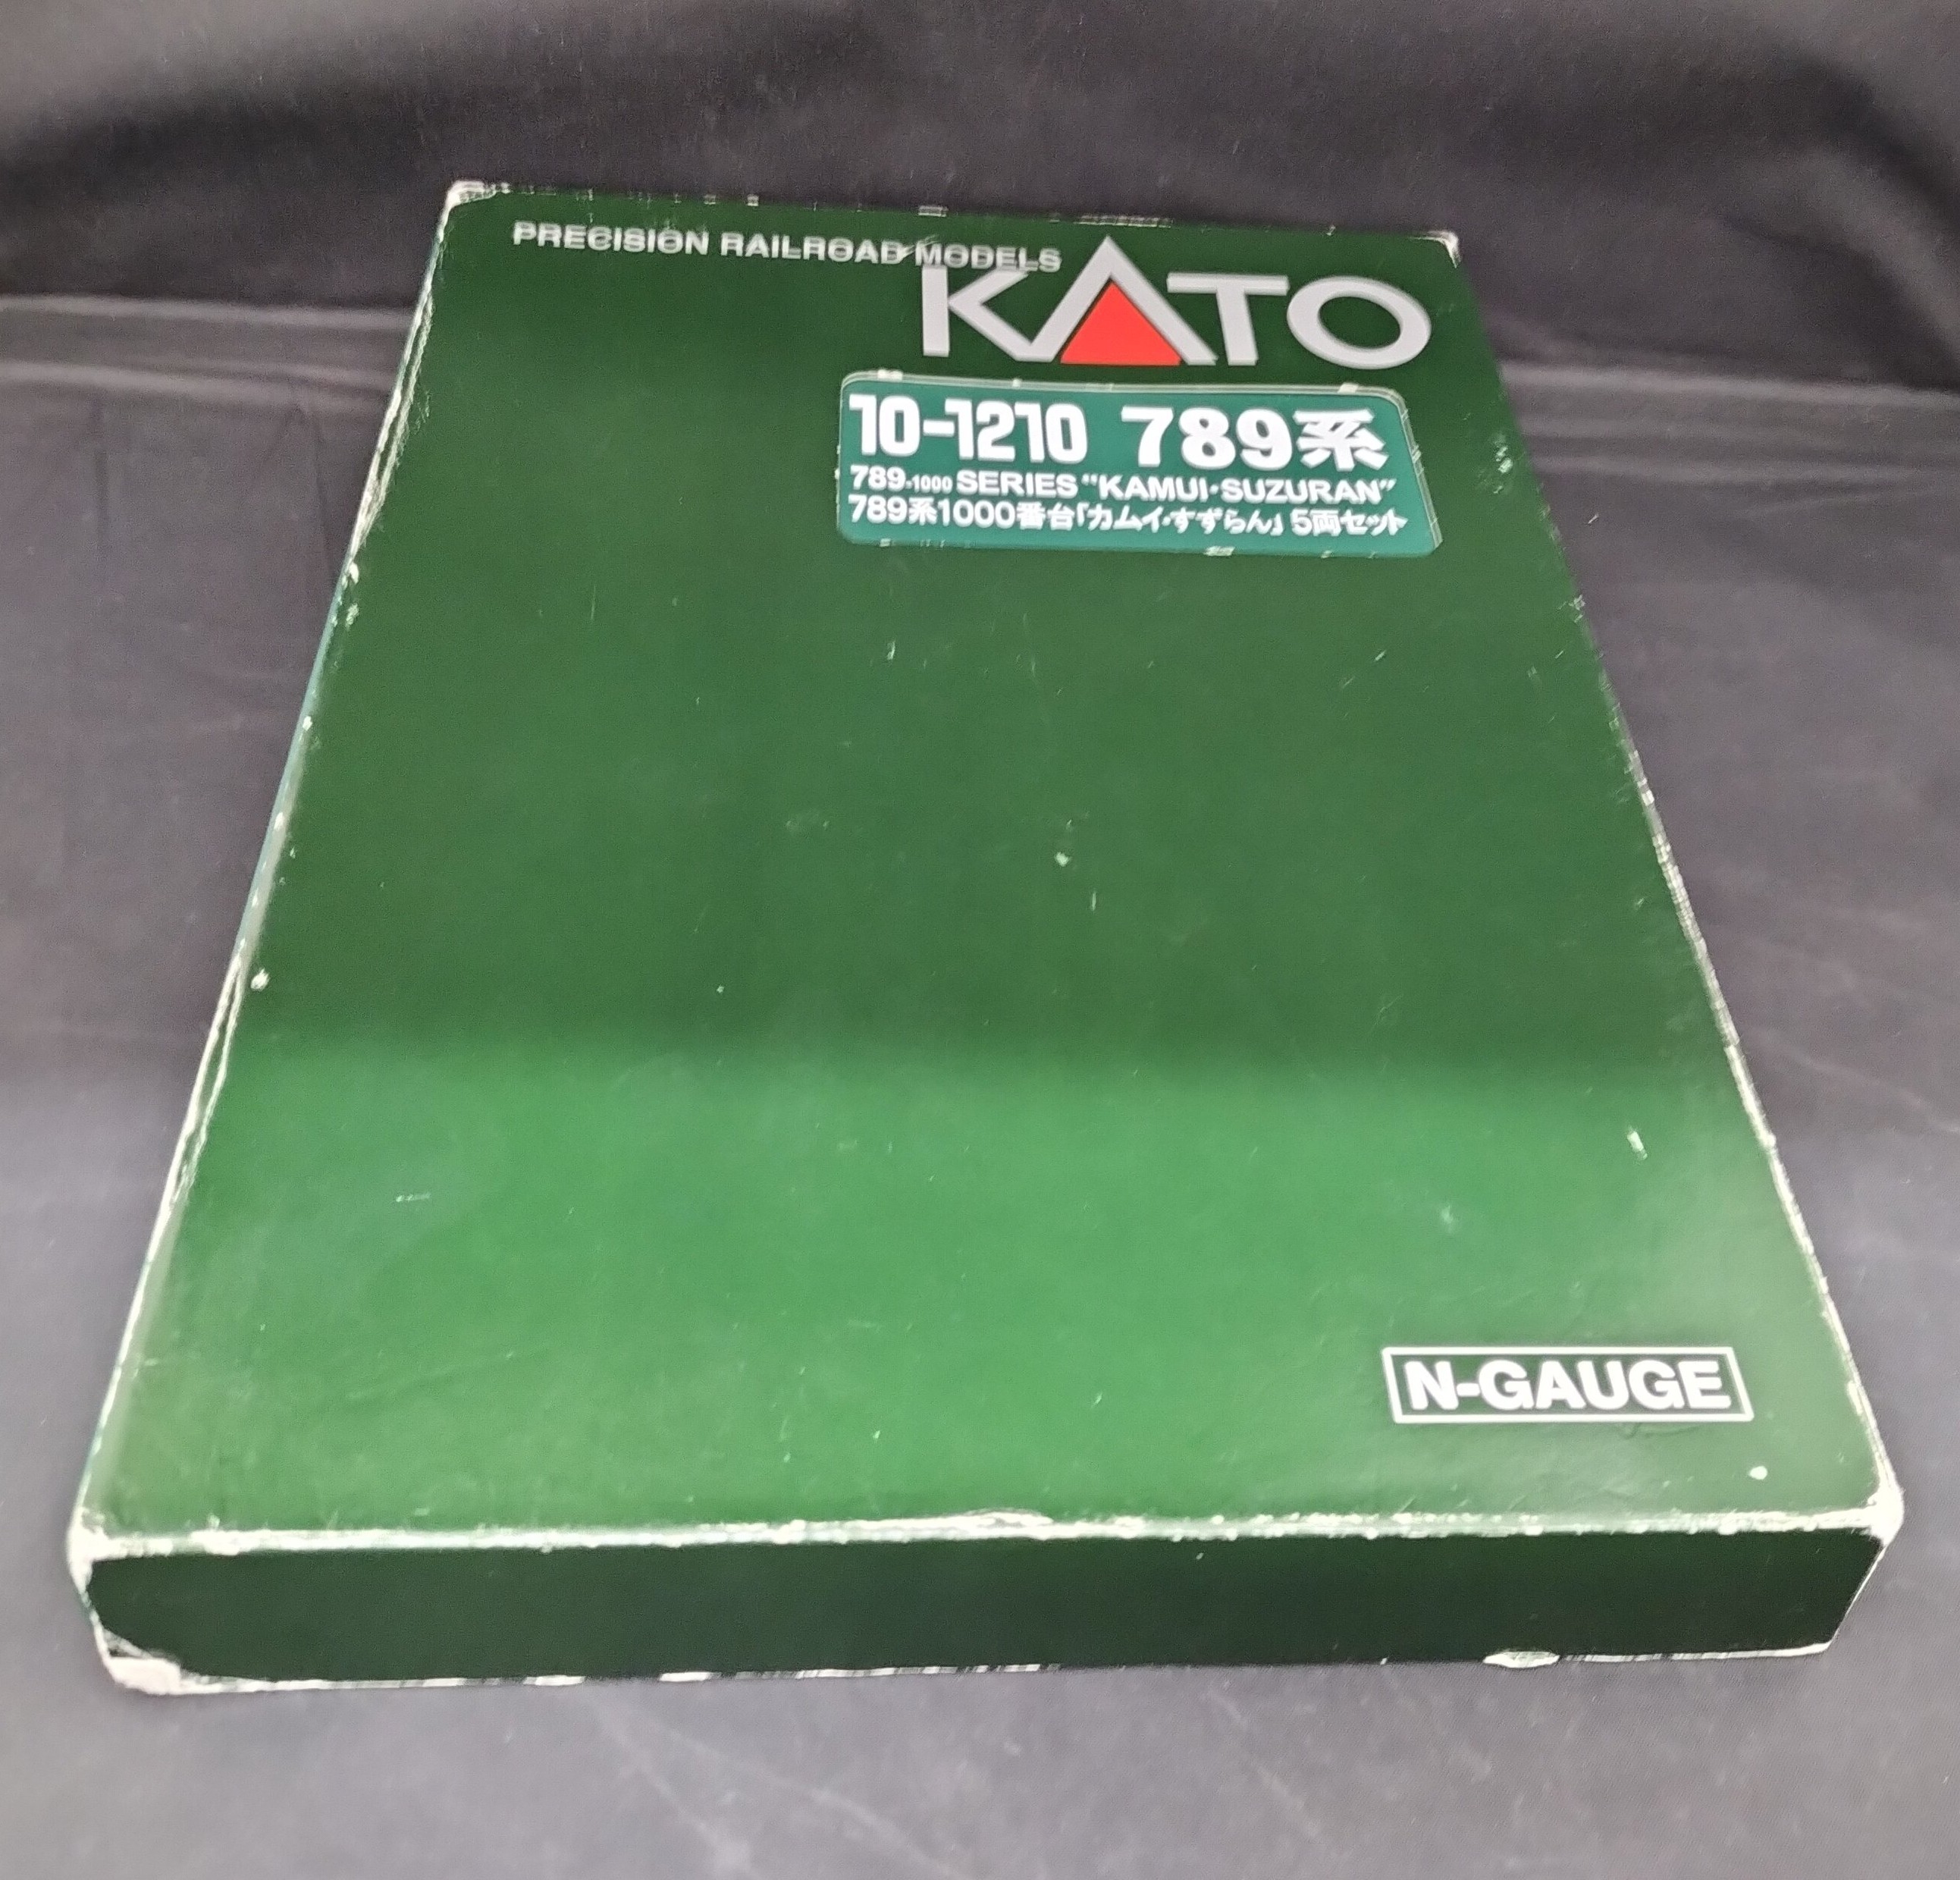 PRECISION RAILROAD MODELS
KATO
10-1210 789系
789-1000 SERIES “KAMUI・SUZURAN”
789系1000番台「カムイ・すずらん」 5両セット
N-GAUGE